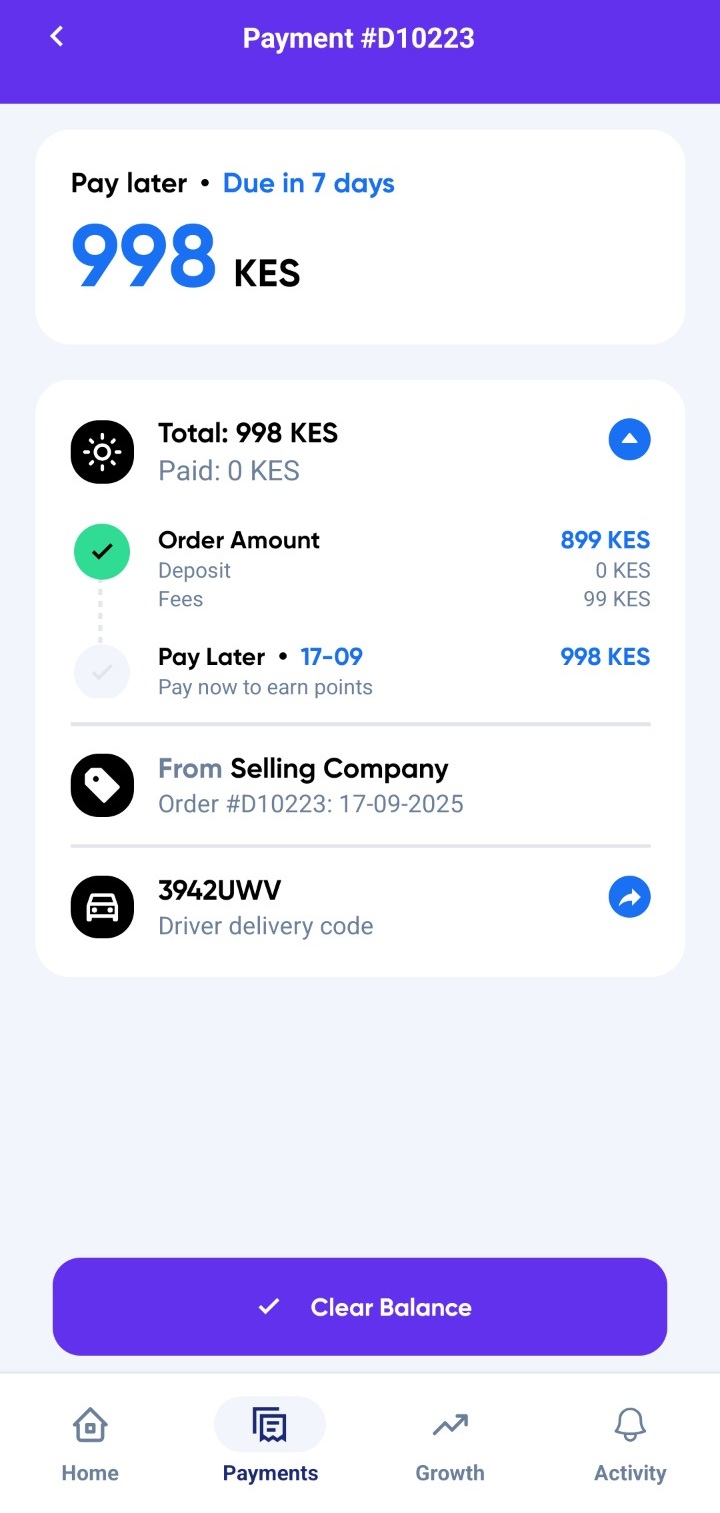 Payment #D10223
Pay later • Due in 7 days
998 KES
Total: 998 KES
Paid: 0 KES
Order Amount 899 KES
Deposit 0 KES
Fees 99 KES
Pay Later • 17-09 998 KES
Pay now to earn points
From Selling Company
Order #D10223: 17-09-2025
3942UWV
Driver delivery code
Clear Balance
Home Payments Growth Activity